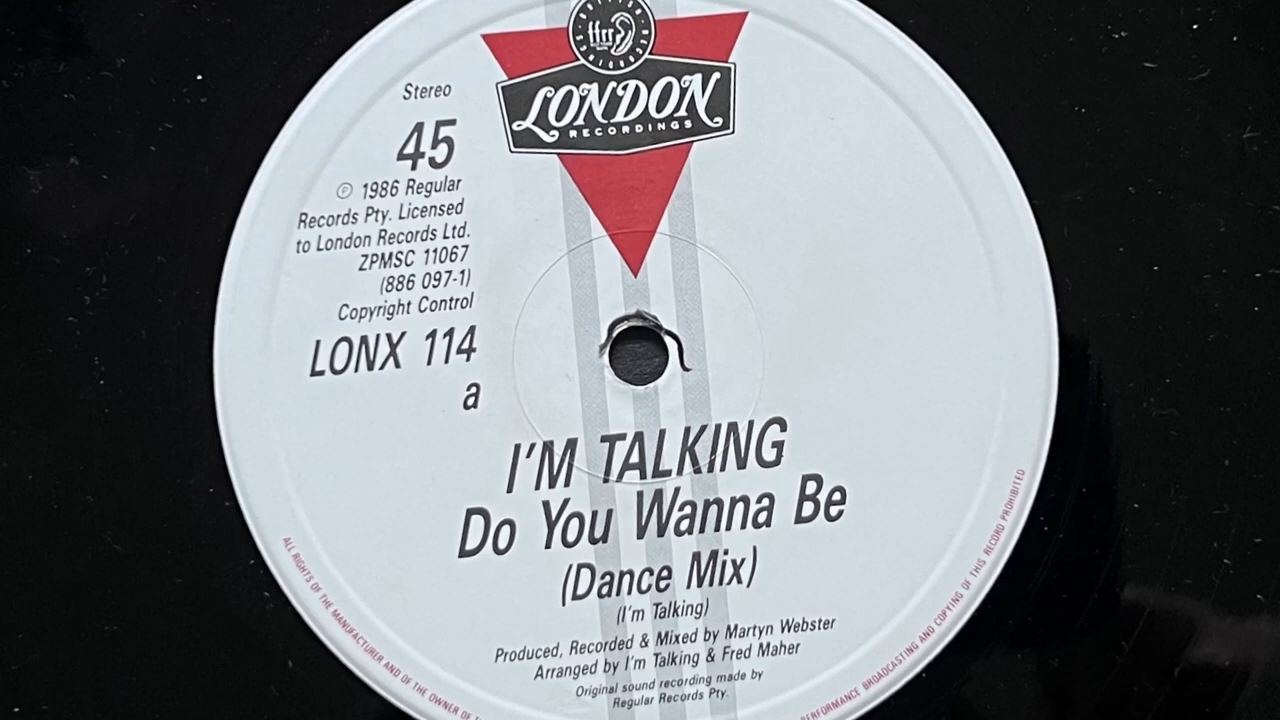 ffrr
LONDON
RECORDINGS
Stereo
45
℗ 1986 Regular
Records Pty. Licensed
to London Records Ltd.
ZPMSC 11067
(886 097-1)
Copyright Control
LONX 114
a
I'M TALKING
Do You Wanna Be
(Dance Mix)
(I'm Talking)
Produced, Recorded & Mixed by Martyn Webster
Arranged by I'm Talking & Fred Maher
Original sound recording made by
Regular Records Pty.
ALL RIGHTS OF THE MANUFACTURER AND OF THE OWNER OF
PERFORMANCE BROADCASTING AND COPYING OF THIS RECORD PROHIBITED